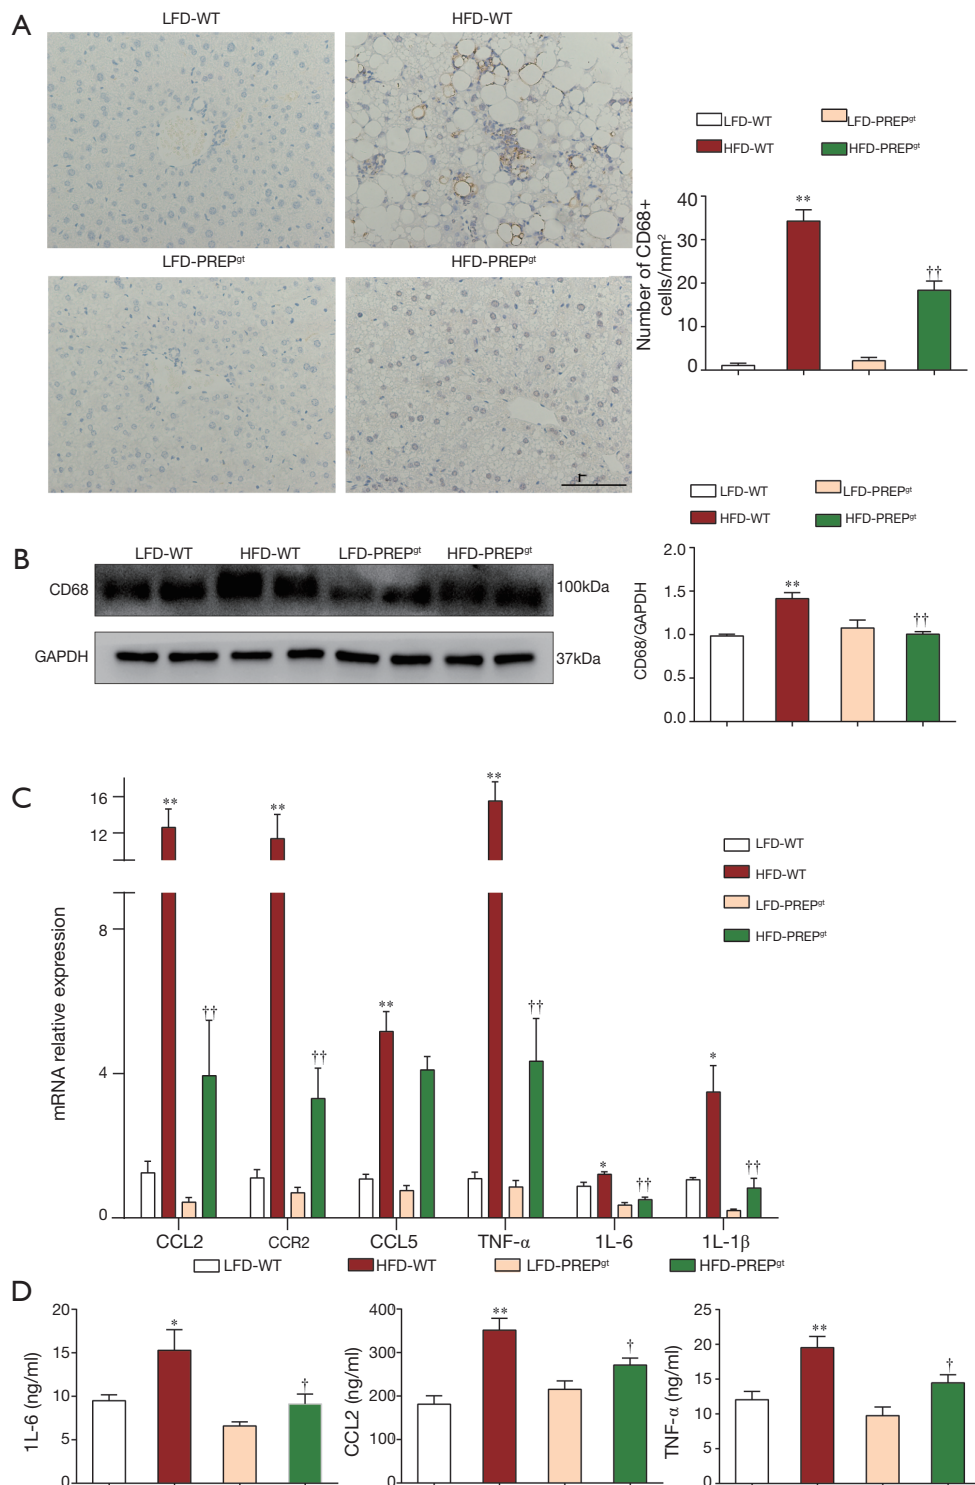 A
LFD-WT HFD-WT
LFD-PREPgt HFD-PREPgt
LFD-WT LFD-PREPgt
HFD-WT HFD-PREPgt
Number of CD68+
cells/mm2
40
30
20
10
0
**
††
B
LFD-WT HFD-WT LFD-PREPgt HFD-PREPgt
CD68 100kDa
GAPDH 37kDa
LFD-WT LFD-PREPgt
HFD-WT HFD-PREPgt
CD68/GAPDH
2.0
1.5
1.0
0.5
0.0
**
††
C
mRNA relative expression
16
12
8
4
0
** ** **
†† †† ** ††
* †† * ††
CCL2 CCR2 CCL5 TNF-α 1L-6 1L-1β
LFD-WT
HFD-WT
LFD-PREPgt
HFD-PREPgt
LFD-WT HFD-WT LFD-PREPgt HFD-PREPgt
D
1L-6 (ng/ml)
20
15
10
5
0
* †
CCL2 (ng/ml)
400
300
200
100
0
** †
TNF-α (ng/ml)
25
20
15
10
5
0
** †